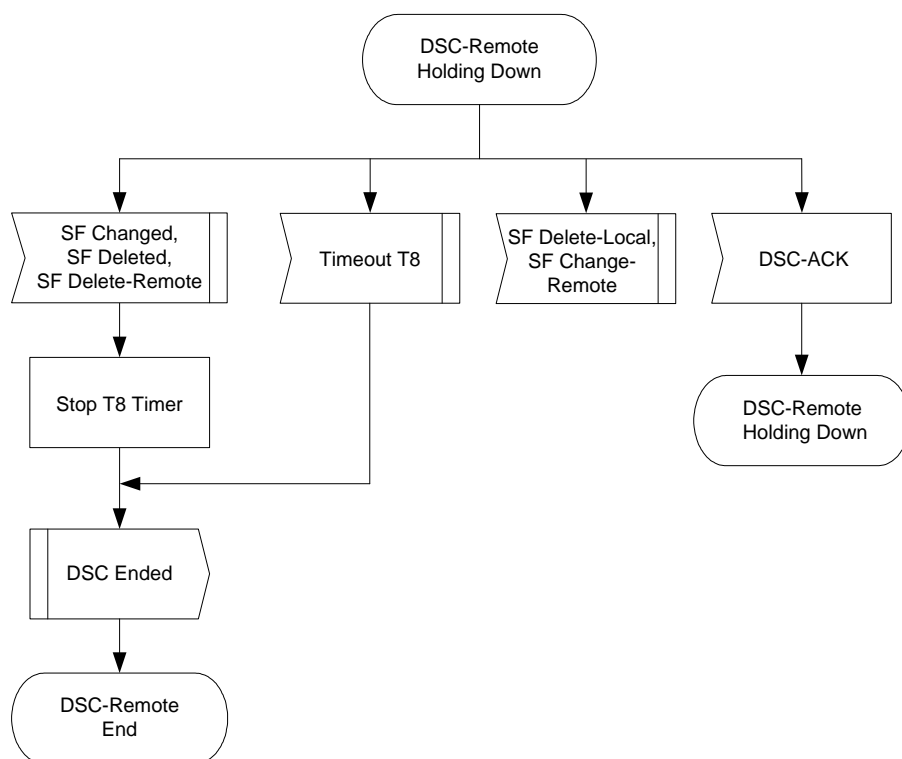 DSC-Remote
Holding Down
SF Changed,
SF Deleted,
SF Delete-Remote
Timeout T8
SF Delete-Local,
SF Change-
Remote
DSC-ACK
Stop T8 Timer
DSC-Remote
Holding Down
DSC Ended
DSC-Remote
End